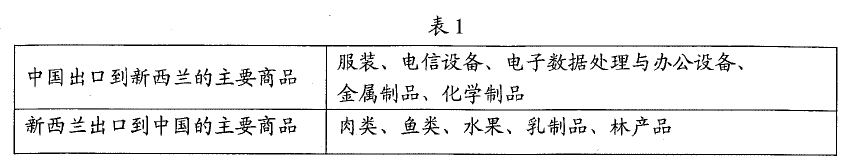 表1
中国出口到新西兰的主要商品
服装、电信设备、电子数据处理与办公设备、
金属制品、化学制品
新西兰出口到中国的主要商品
肉类、鱼类、水果、乳制品、林产品